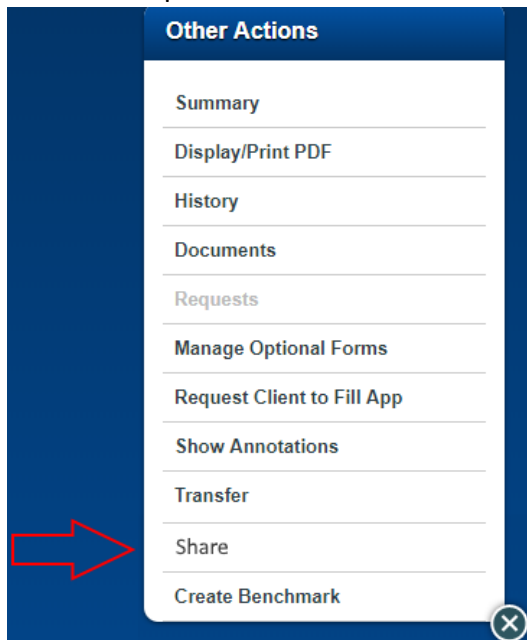 Other Actions
Summary
Display/Print PDF
History
Documents
Requests
Manage Optional Forms
Request Client to Fill App
Show Annotations
Transfer
Share
Create Benchmark